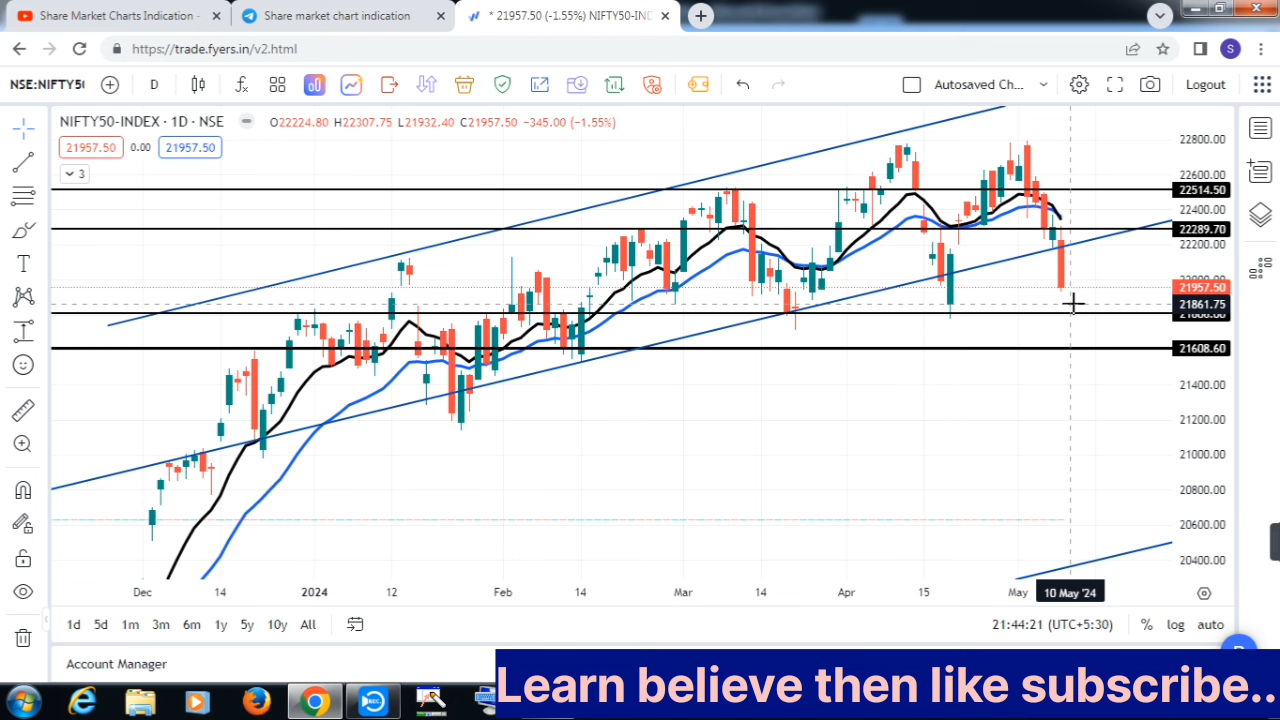 Share Market Charts Indication -
Share market chart indication
* 21957.50 (-1.55%) NIFTY50-IND
https://trade.fyers.in/v2.html
S
NSE:NIFTY50
D
Autosaved Ch...
Logout
NIFTY50-INDEX · 1D · NSE
O22224.80 H22307.75 L21932.40 C21957.50 -345.00 (-1.55%)
21957.50 0.00 21957.50
3
22800.00
22600.00
22514.50
22400.00
22289.70
22200.00
22000.00
21957.50
21861.75
21608.60
21400.00
21200.00
21000.00
20800.00
20600.00
20400.00
Dec 14 2024 12 Feb 14 Mar 14 Apr 15 May 10 May '24
1d 5d 1m 3m 6m 1y 5y 10y All
21:44:21 (UTC+5:30) % log auto
Account Manager
Learn believe then like subscribe..